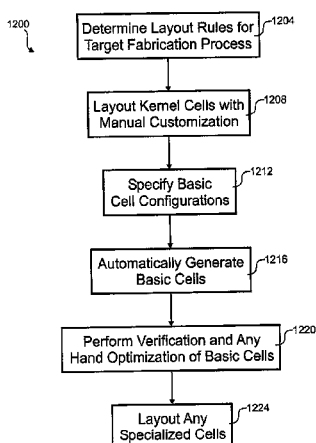 1200
1204
Determine Layout Rules for
Target Fabrication Process
1208
Layout Kernel Cells with
Manual Customization
1212
Specify Basic
Cell Configurations
1216
Automatically Generate
Basic Cells
1220
Perform Verification and Any
Hand Optimization of Basic Cells
1224
Layout Any
Specialized Cells